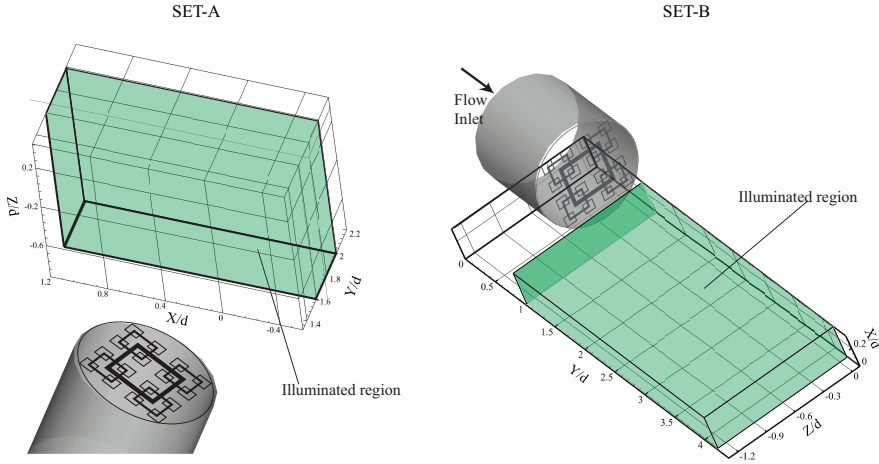 SET-A
SET-B
Flow
Inlet
Illuminated region
Z/d
0.2
-0.2
-0.6
1.2
0.8
0.4
0
-0.4
X/d
1.4
1.6
1.8
2
2.2
Y/d
Illuminated region
0
0.5
1
1.5
2
2.5
3
3.5
4
Y/d
-1.2
-0.9
-0.6
-0.3
0
Z/d
0
0.2
X/d